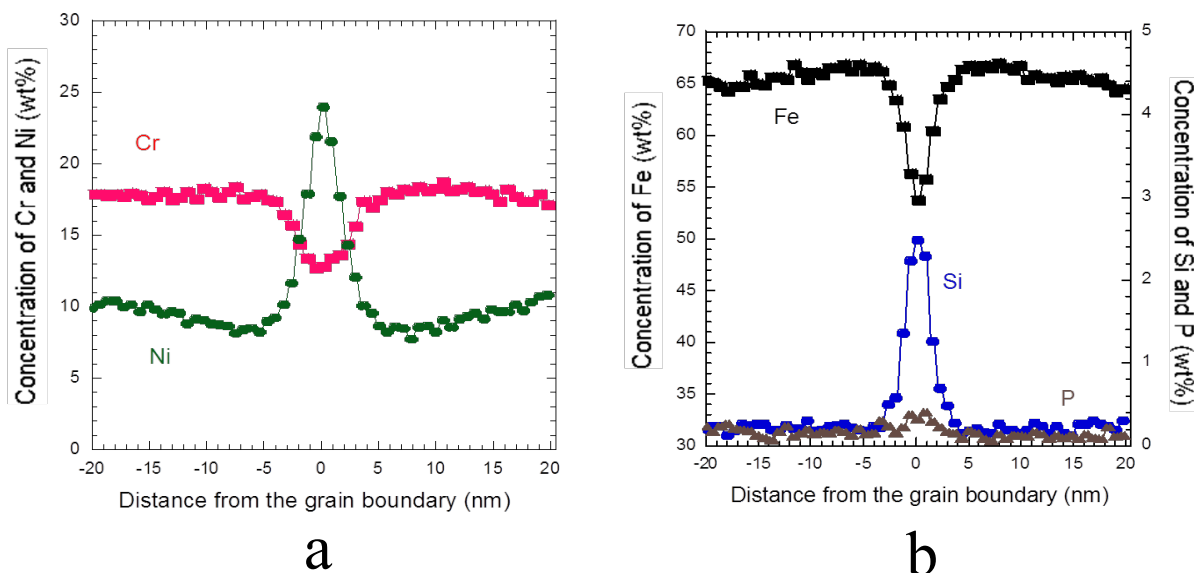 Concentration of Cr and Ni (wt%)
30
25
20
15
10
5
0
Cr
Ni
-20 -15 -10 -5 0 5 10 15 20
Distance from the grain boundary (nm)
a
Concentration of Fe (wt%)
70
65
60
55
50
45
40
35
30
Fe
Si
P
5
4
3
2
1
0
Concentration of Si and P (wt%)
-20 -15 -10 -5 0 5 10 15 20
Distance from the grain boundary (nm)
b